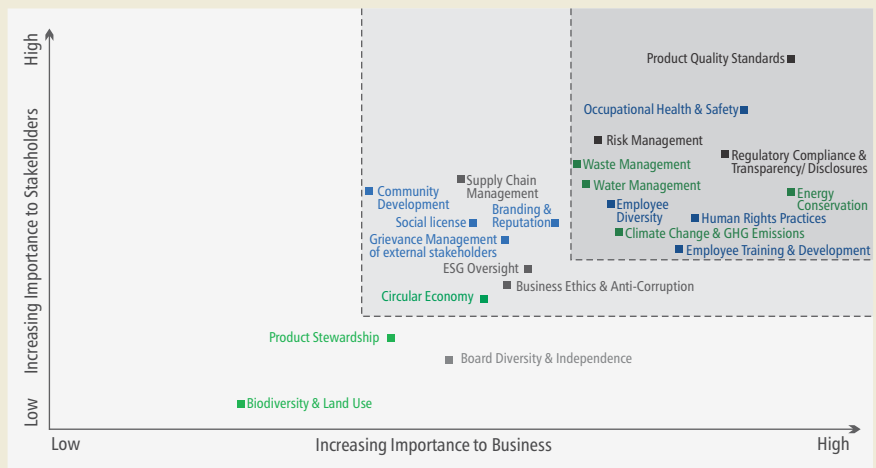 High
Increasing Importance to Stakeholders
Low
Product Quality Standards
Occupational Health & Safety
Risk Management
Regulatory Compliance &
Transparency/ Disclosures
Waste Management
Water Management
Energy
Conservation
Employee
Diversity
Human Rights Practices
Climate Change & GHG Emissions
Employee Training & Development
Supply Chain
Management
Community
Development
Branding &
Reputation
Social license
Grievance Management
of external stakeholders
ESG Oversight
Business Ethics & Anti-Corruption
Circular Economy
Product Stewardship
Board Diversity & Independence
Biodiversity & Land Use
Low
Increasing Importance to Business
High